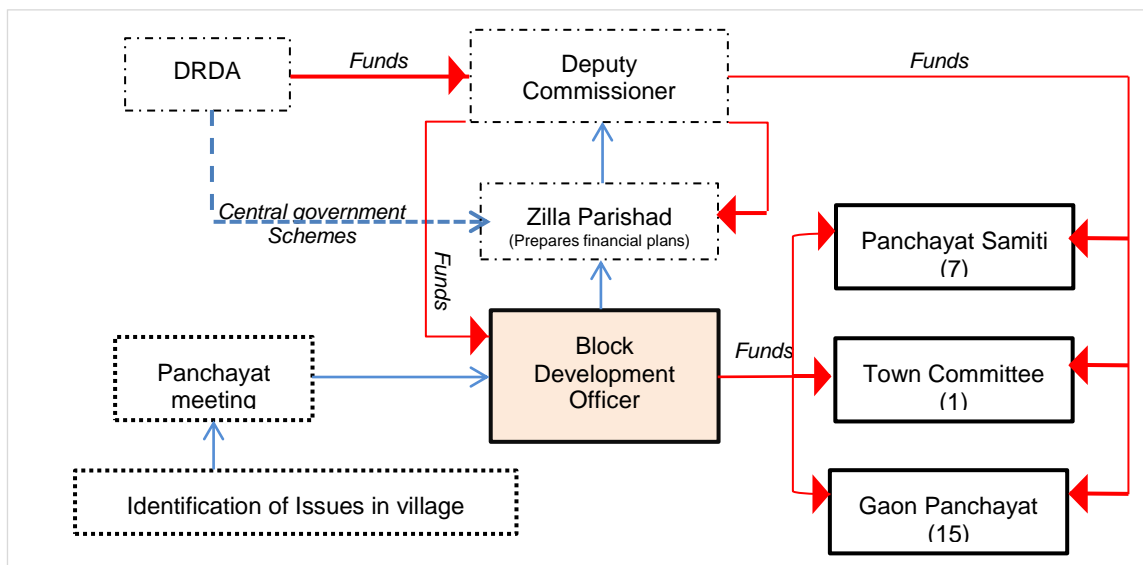 DRDA
Funds
Deputy
Commissioner
Funds
Central government
Schemes
Zilla Parishad
(Prepares financial plans)
Funds
Panchayat Samiti
(7)
Panchayat
meeting
Block
Development
Officer
Funds
Town Committee
(1)
Identification of Issues in village
Gaon Panchayat
(15)